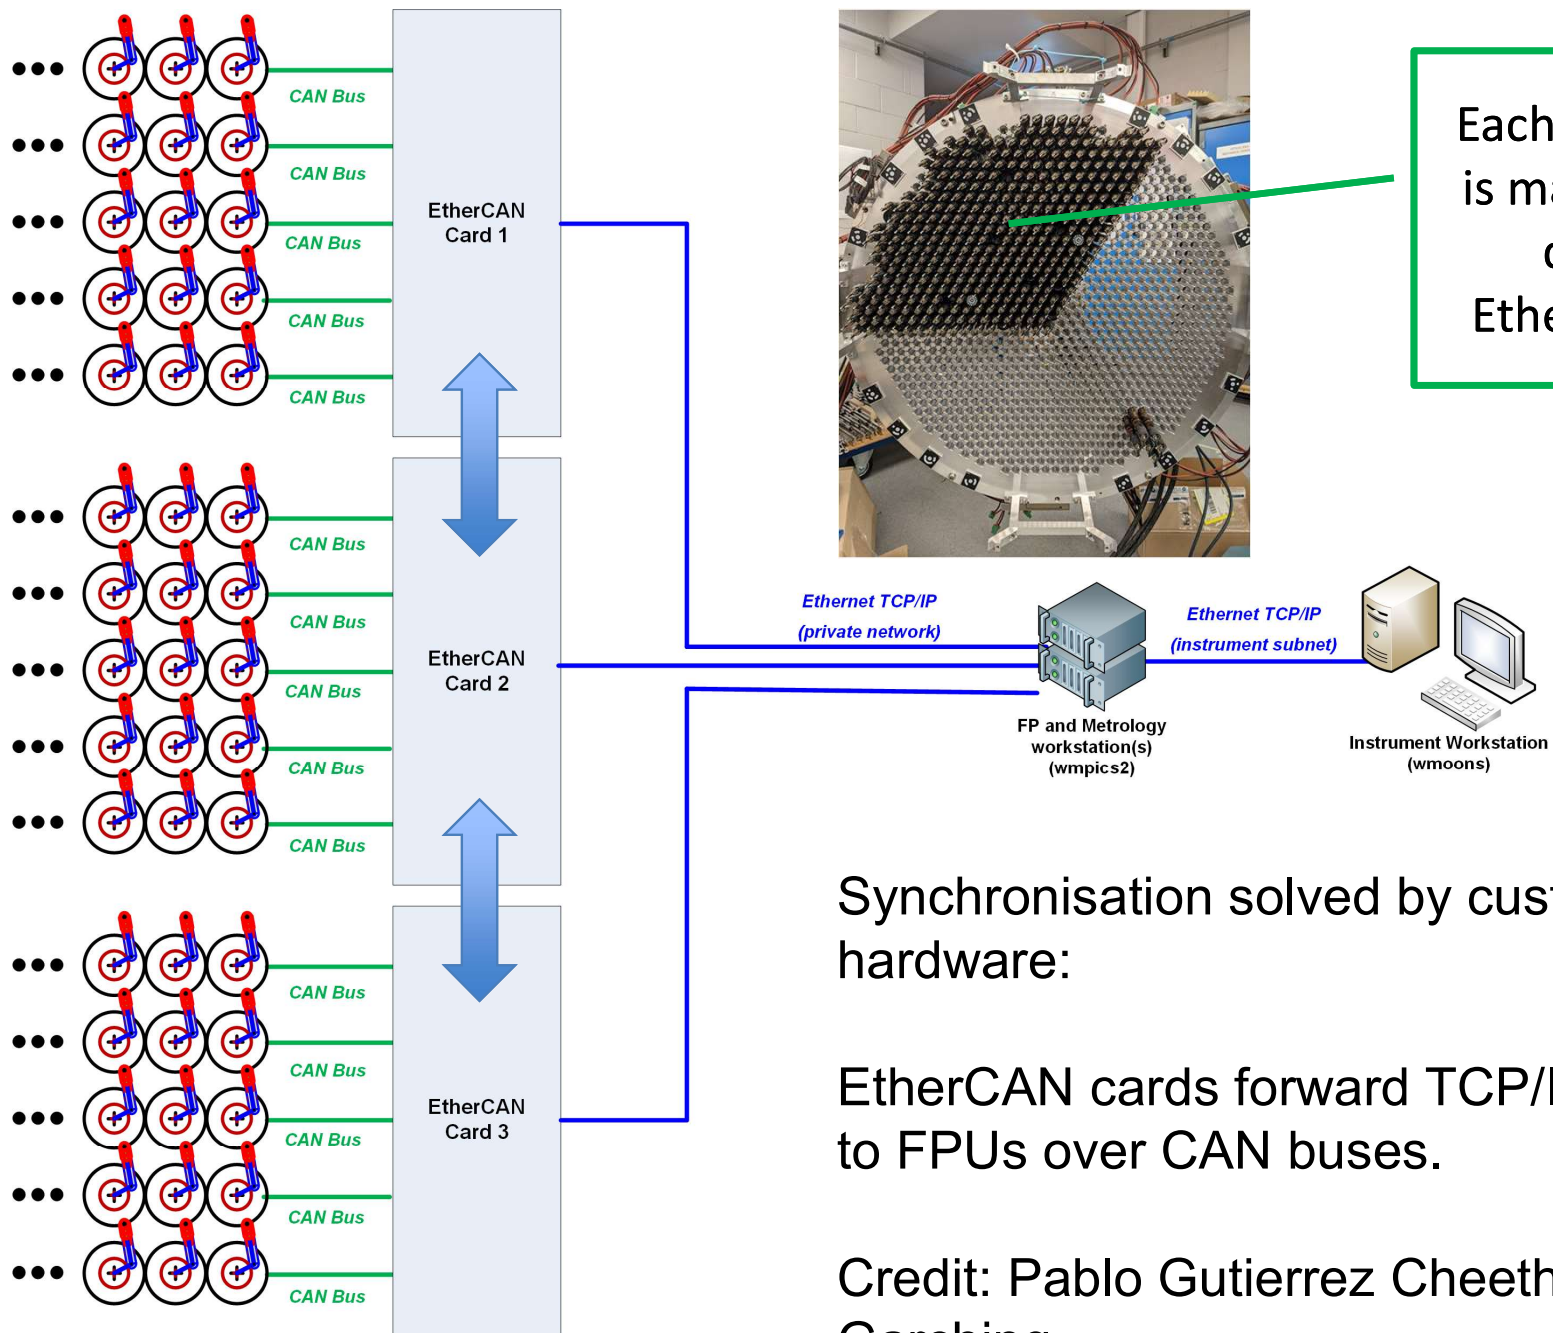 CAN Bus
CAN Bus
CAN Bus
CAN Bus
CAN Bus
EtherCAN
Card 1
CAN Bus
CAN Bus
CAN Bus
CAN Bus
CAN Bus
EtherCAN
Card 2
CAN Bus
CAN Bus
CAN Bus
CAN Bus
CAN Bus
EtherCAN
Card 3
Each
is ma
Ethe
Ethernet TCP/IP
(private network)
Ethernet TCP/IP
(instrument subnet)
FP and Metrology
workstation(s)
(wmpics2)
Instrument Workstation
(wmoons)
Synchronisation solved by cust
hardware:
EtherCAN cards forward TCP/I
to FPUs over CAN buses.
Credit: Pablo Gutierrez Cheeth